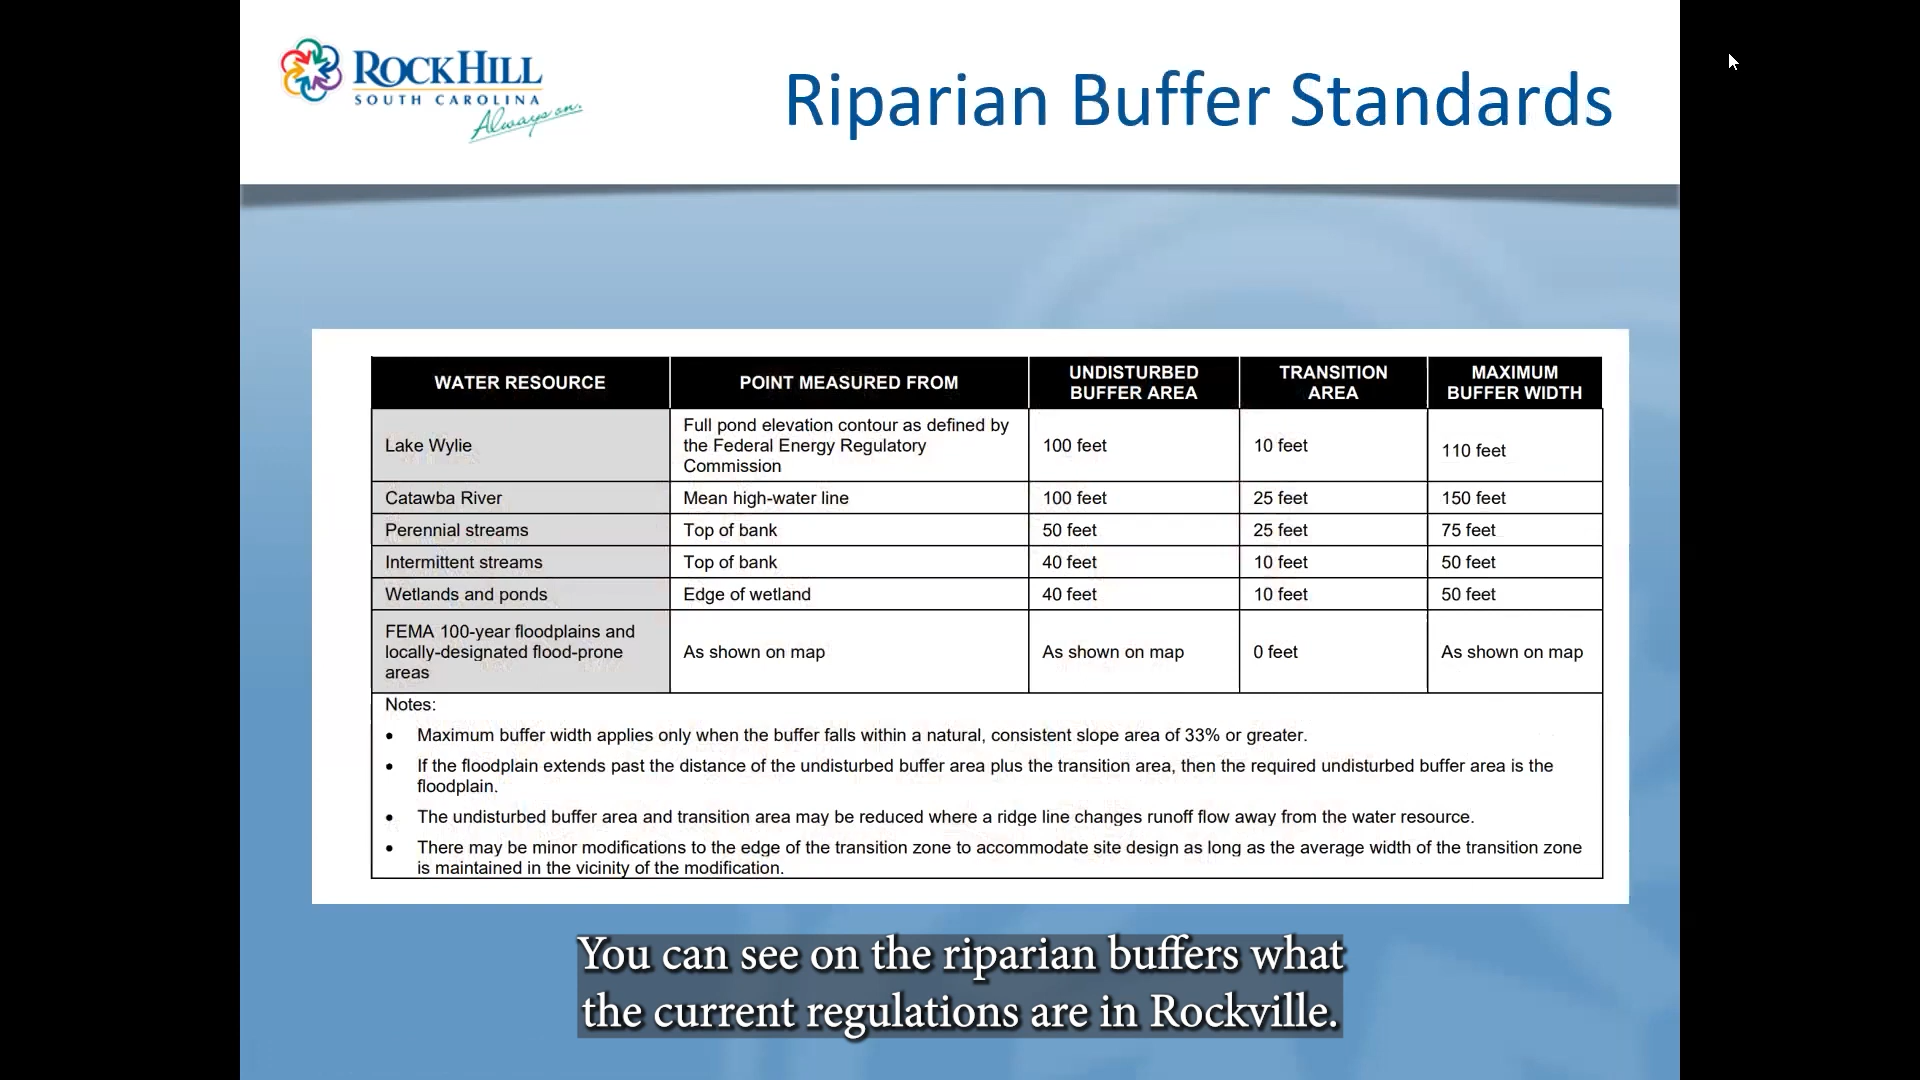 ROCK HILL
SOUTH CAROLINA
Always on.
Riparian Buffer Standards
WATER RESOURCE
POINT MEASURED FROM
UNDISTURBED
BUFFER AREA
TRANSITION
AREA
MAXIMUM
BUFFER WIDTH
Lake Wylie
Full pond elevation contour as defined by
the Federal Energy Regulatory
Commission
100 feet
10 feet
110 feet
Catawba River
Mean high-water line
100 feet
25 feet
150 feet
Perennial streams
Top of bank
50 feet
25 feet
75 feet
Intermittent streams
Top of bank
40 feet
10 feet
50 feet
Wetlands and ponds
Edge of wetland
40 feet
10 feet
50 feet
FEMA 100-year floodplains and
locally-designated flood-prone
areas
As shown on map
As shown on map
0 feet
As shown on map
Notes:
• Maximum buffer width applies only when the buffer falls within a natural, consistent slope area of 33% or greater.
• If the floodplain extends past the distance of the undisturbed buffer area plus the transition area, then the required undisturbed buffer area is the
floodplain.
• The undisturbed buffer area and transition area may be reduced where a ridge line changes runoff flow away from the water resource.
• There may be minor modifications to the edge of the transition zone to accommodate site design as long as the average width of the transition zone
is maintained in the vicinity of the modification.
You can see on the riparian buffers what
the current regulations are in Rockville.